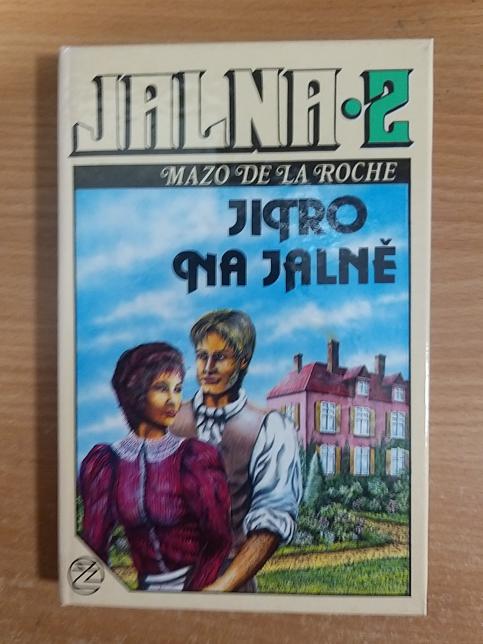 JALNA·2
MAZO DE LA ROCHE
JITRO
NA JALNĚ